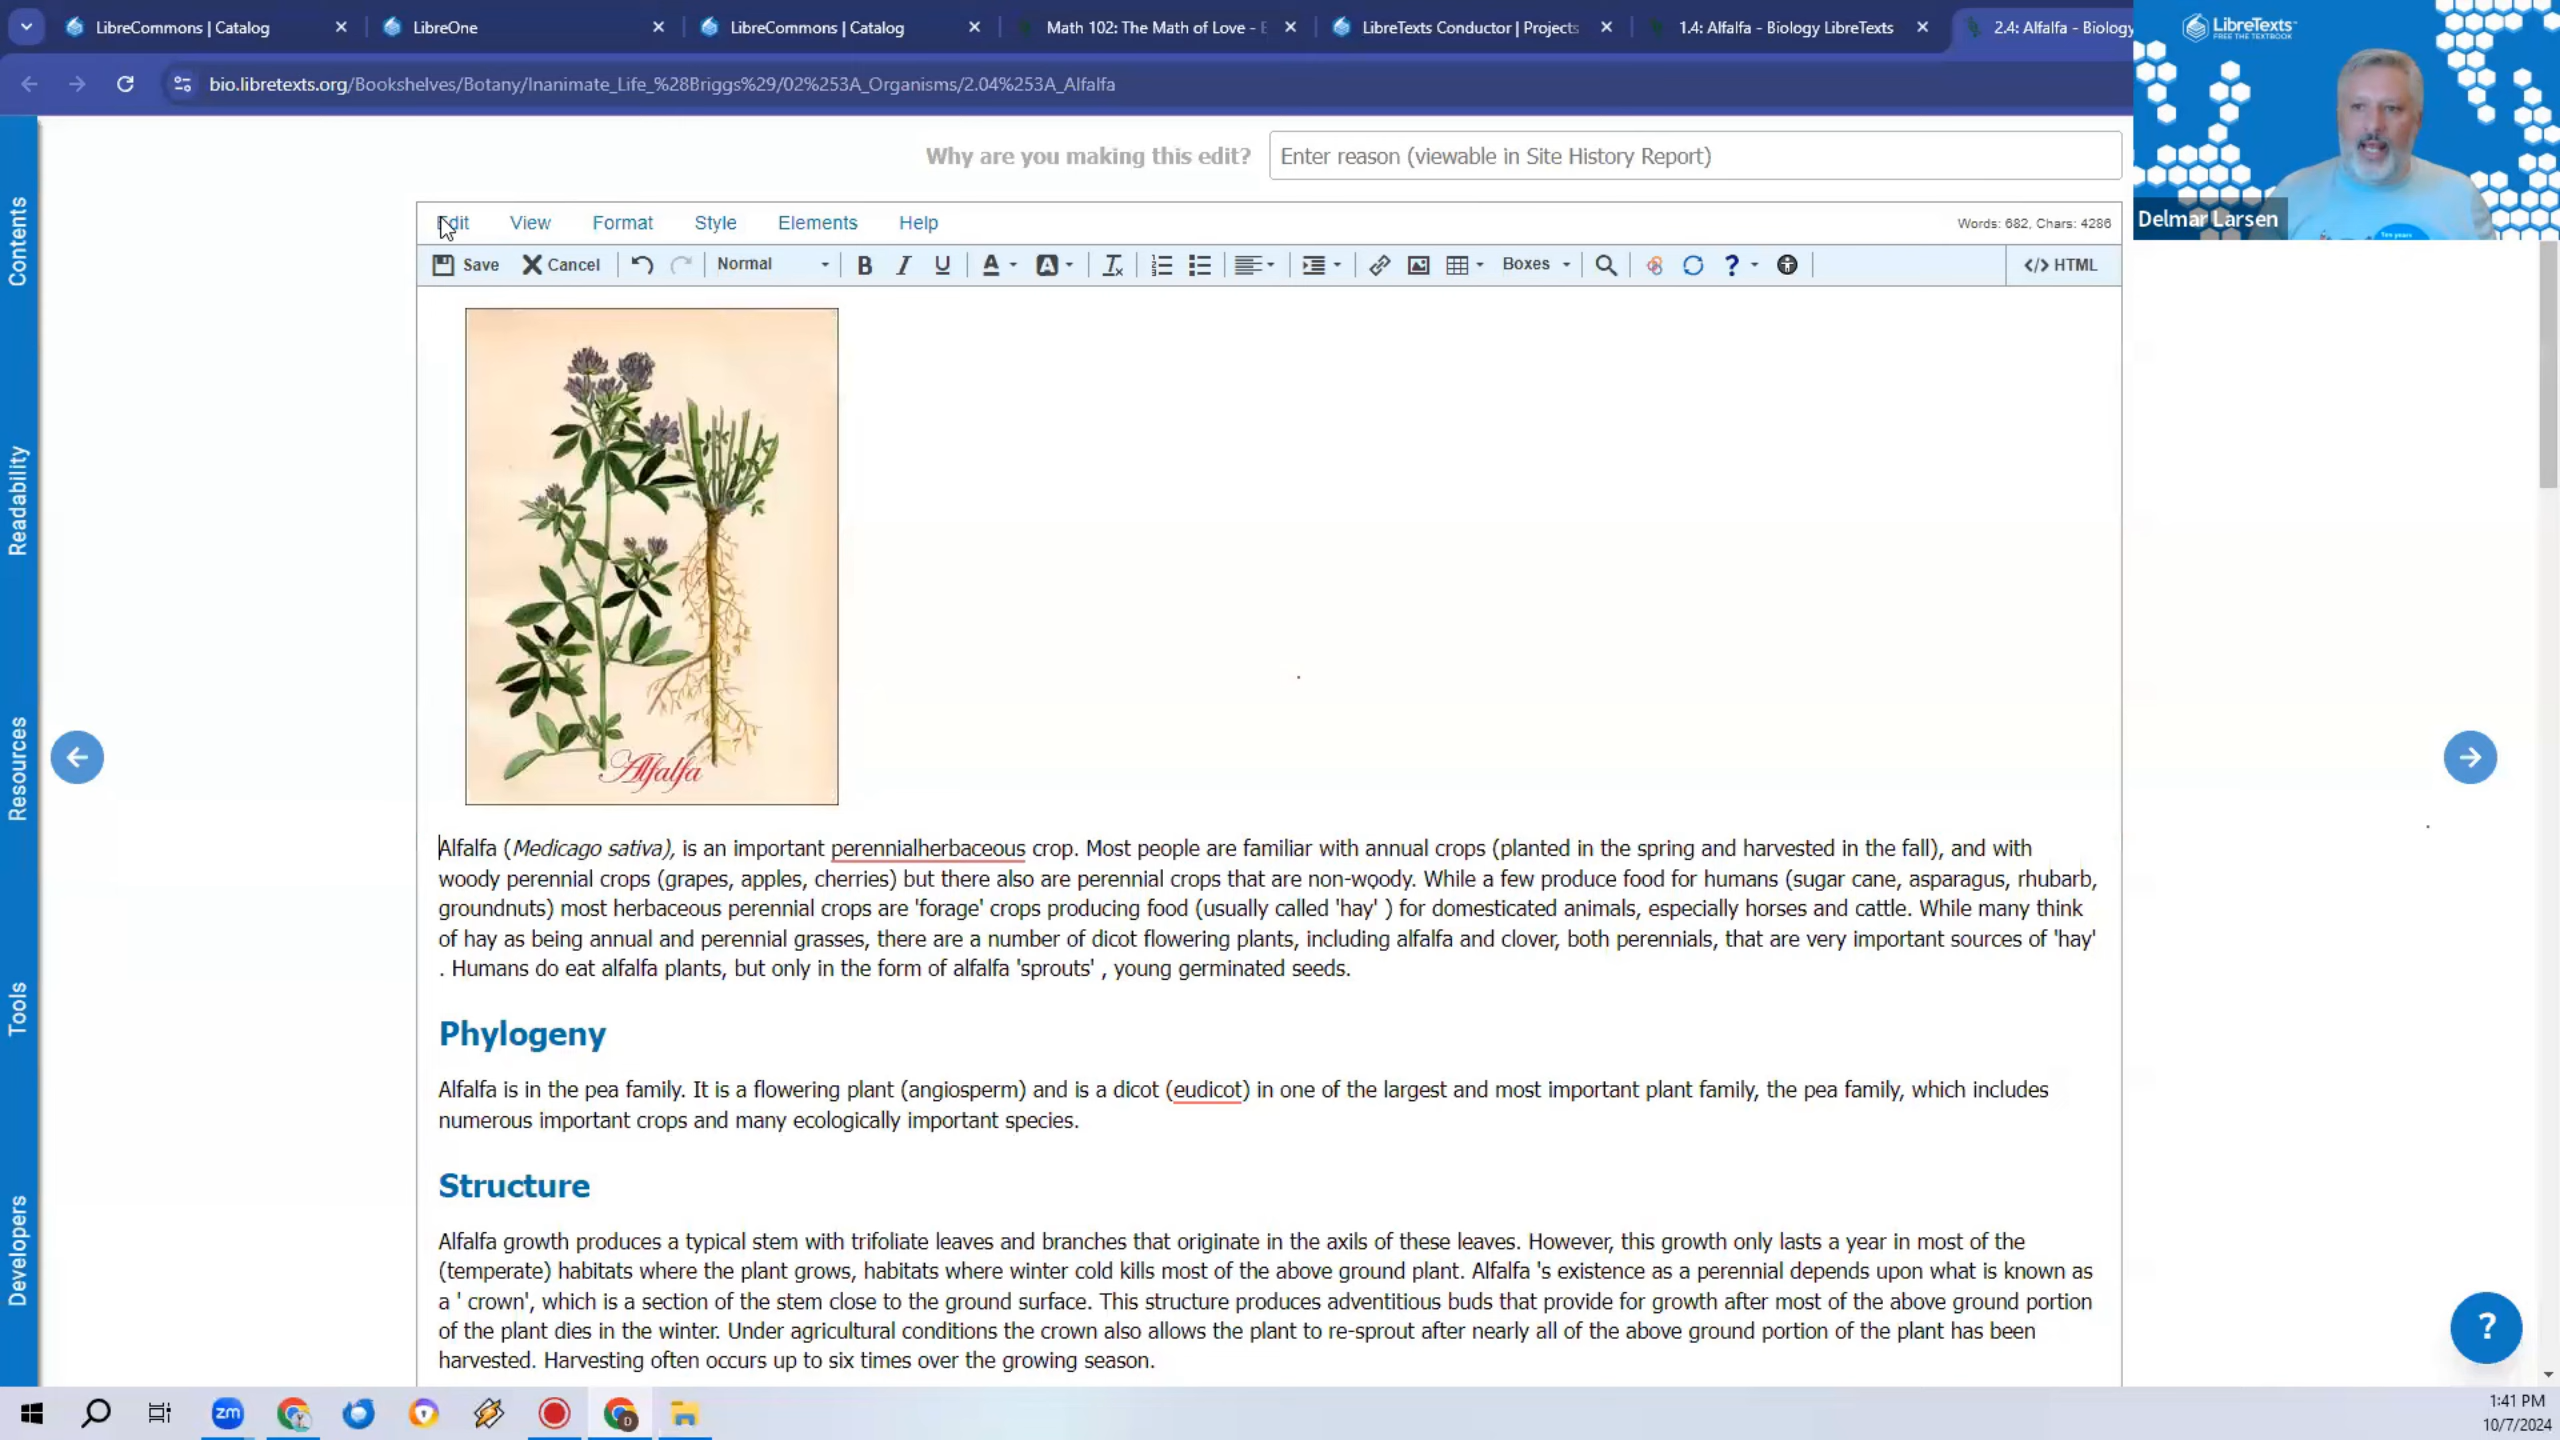 LibreCommons | Catalog
LibreOne
LibreCommons | Catalog
Math 102: The Math of Love - E
LibreTexts Conductor | Projects
1.4: Alfalfa - Biology LibreTexts
2.4: Alfalfa - Biology
bio.libretexts.org/Bookshelves/Botany/Inanimate_Life_%28Briggs%29/02%253A_Organisms/2.04%253A_Alfalfa
LibreTexts
FREE THE TEXTBOOK
Delmar Larsen
Ten years
Contents
Readability
Resources
Tools
Developers
Why are you making this edit? Enter reason (viewable in Site History Report)
Edit View Format Style Elements Help Words: 682, Chars: 4286
Save Cancel Normal B I U A A Boxes ? </> HTML
Alfalfa
Alfalfa (Medicago sativa), is an important perennialherbaceous crop. Most people are familiar with annual crops (planted in the spring and harvested in the fall), and with
woody perennial crops (grapes, apples, cherries) but there also are perennial crops that are non-woody. While a few produce food for humans (sugar cane, asparagus, rhubarb,
groundnuts) most herbaceous perennial crops are 'forage' crops producing food (usually called 'hay' ) for domesticated animals, especially horses and cattle. While many think
of hay as being annual and perennial grasses, there are a number of dicot flowering plants, including alfalfa and clover, both perennials, that are very important sources of 'hay'
. Humans do eat alfalfa plants, but only in the form of alfalfa 'sprouts' , young germinated seeds.
Phylogeny
Alfalfa is in the pea family. It is a flowering plant (angiosperm) and is a dicot (eudicot) in one of the largest and most important plant family, the pea family, which includes
numerous important crops and many ecologically important species.
Structure
Alfalfa growth produces a typical stem with trifoliate leaves and branches that originate in the axils of these leaves. However, this growth only lasts a year in most of the
(temperate) habitats where the plant grows, habitats where winter cold kills most of the above ground plant. Alfalfa 's existence as a perennial depends upon what is known as
a ' crown', which is a section of the stem close to the ground surface. This structure produces adventitious buds that provide for growth after most of the above ground portion
of the plant dies in the winter. Under agricultural conditions the crown also allows the plant to re-sprout after nearly all of the above ground portion of the plant has been
harvested. Harvesting often occurs up to six times over the growing season.
?
zm
D
1:41 PM
10/7/2024